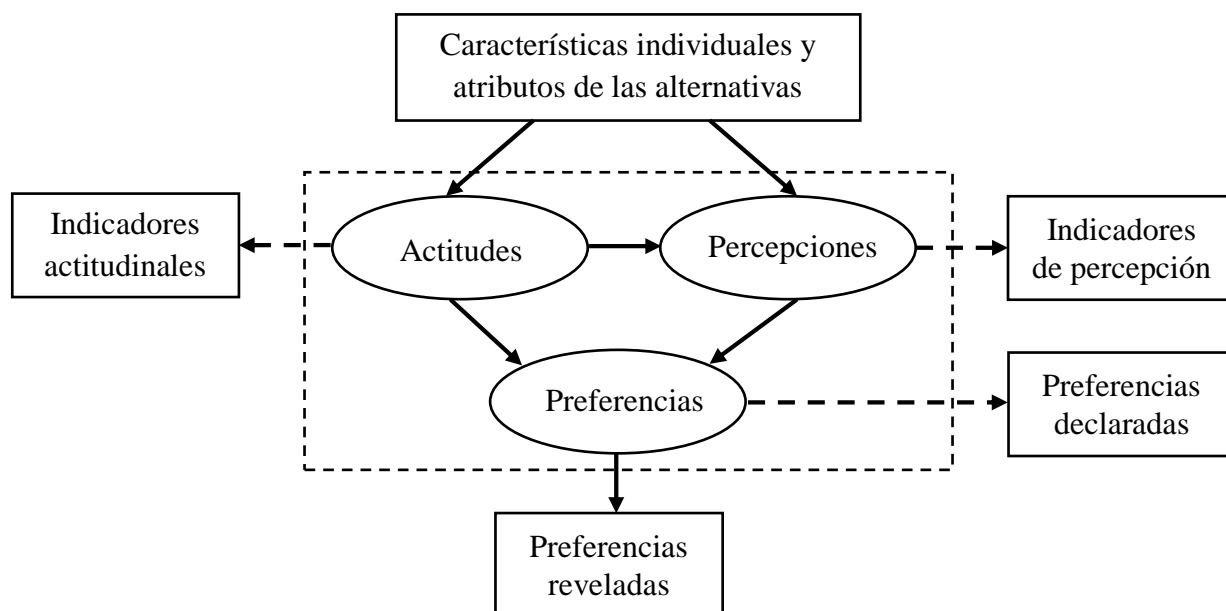 Características individuales y
atributos de las alternativas
Indicadores
actitudinales
Actitudes
Percepciones
Indicadores
de percepción
Preferencias
Preferencias
declaradas
Preferencias
reveladas